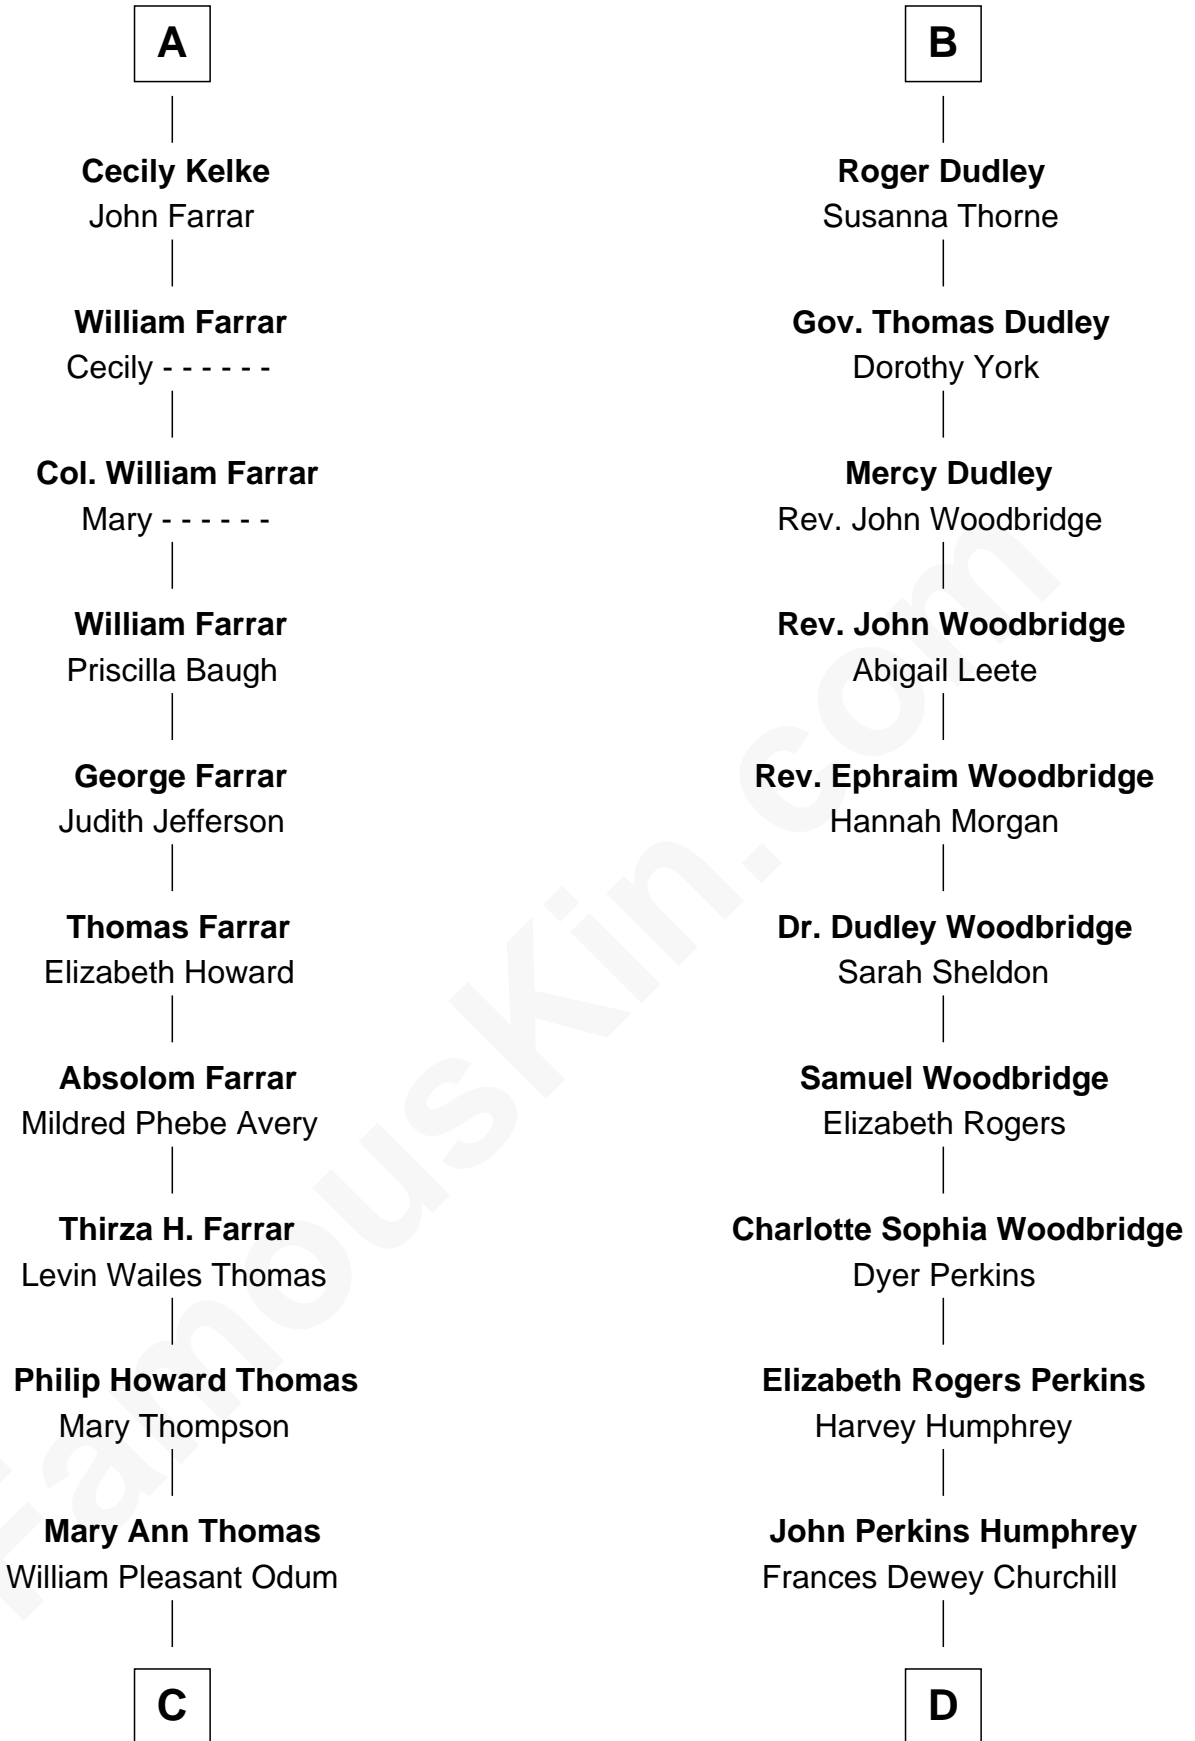 A
Cecily Kelke
John Farrar
William Farrar
Cecily - - - - - -
Col. William Farrar
Mary - - - - - -
William Farrar
Priscilla Baugh
George Farrar
Judith Jefferson
Thomas Farrar
Elizabeth Howard
Absolom Farrar
Mildred Phebe Avery
Thirza H. Farrar
Levin Wailes Thomas
Philip Howard Thomas
Mary Thompson
Mary Ann Thomas
William Pleasant Odum
C
B
Roger Dudley
Susanna Thorne
Gov. Thomas Dudley
Dorothy York
Mercy Dudley
Rev. John Woodbridge
Rev. John Woodbridge
Abigail Leete
Rev. Ephraim Woodbridge
Hannah Morgan
Dr. Dudley Woodbridge
Sarah Sheldon
Samuel Woodbridge
Elizabeth Rogers
Charlotte Sophia Woodbridge
Dyer Perkins
Elizabeth Rogers Perkins
Harvey Humphrey
John Perkins Humphrey
Frances Dewey Churchill
D
FamousKin.com